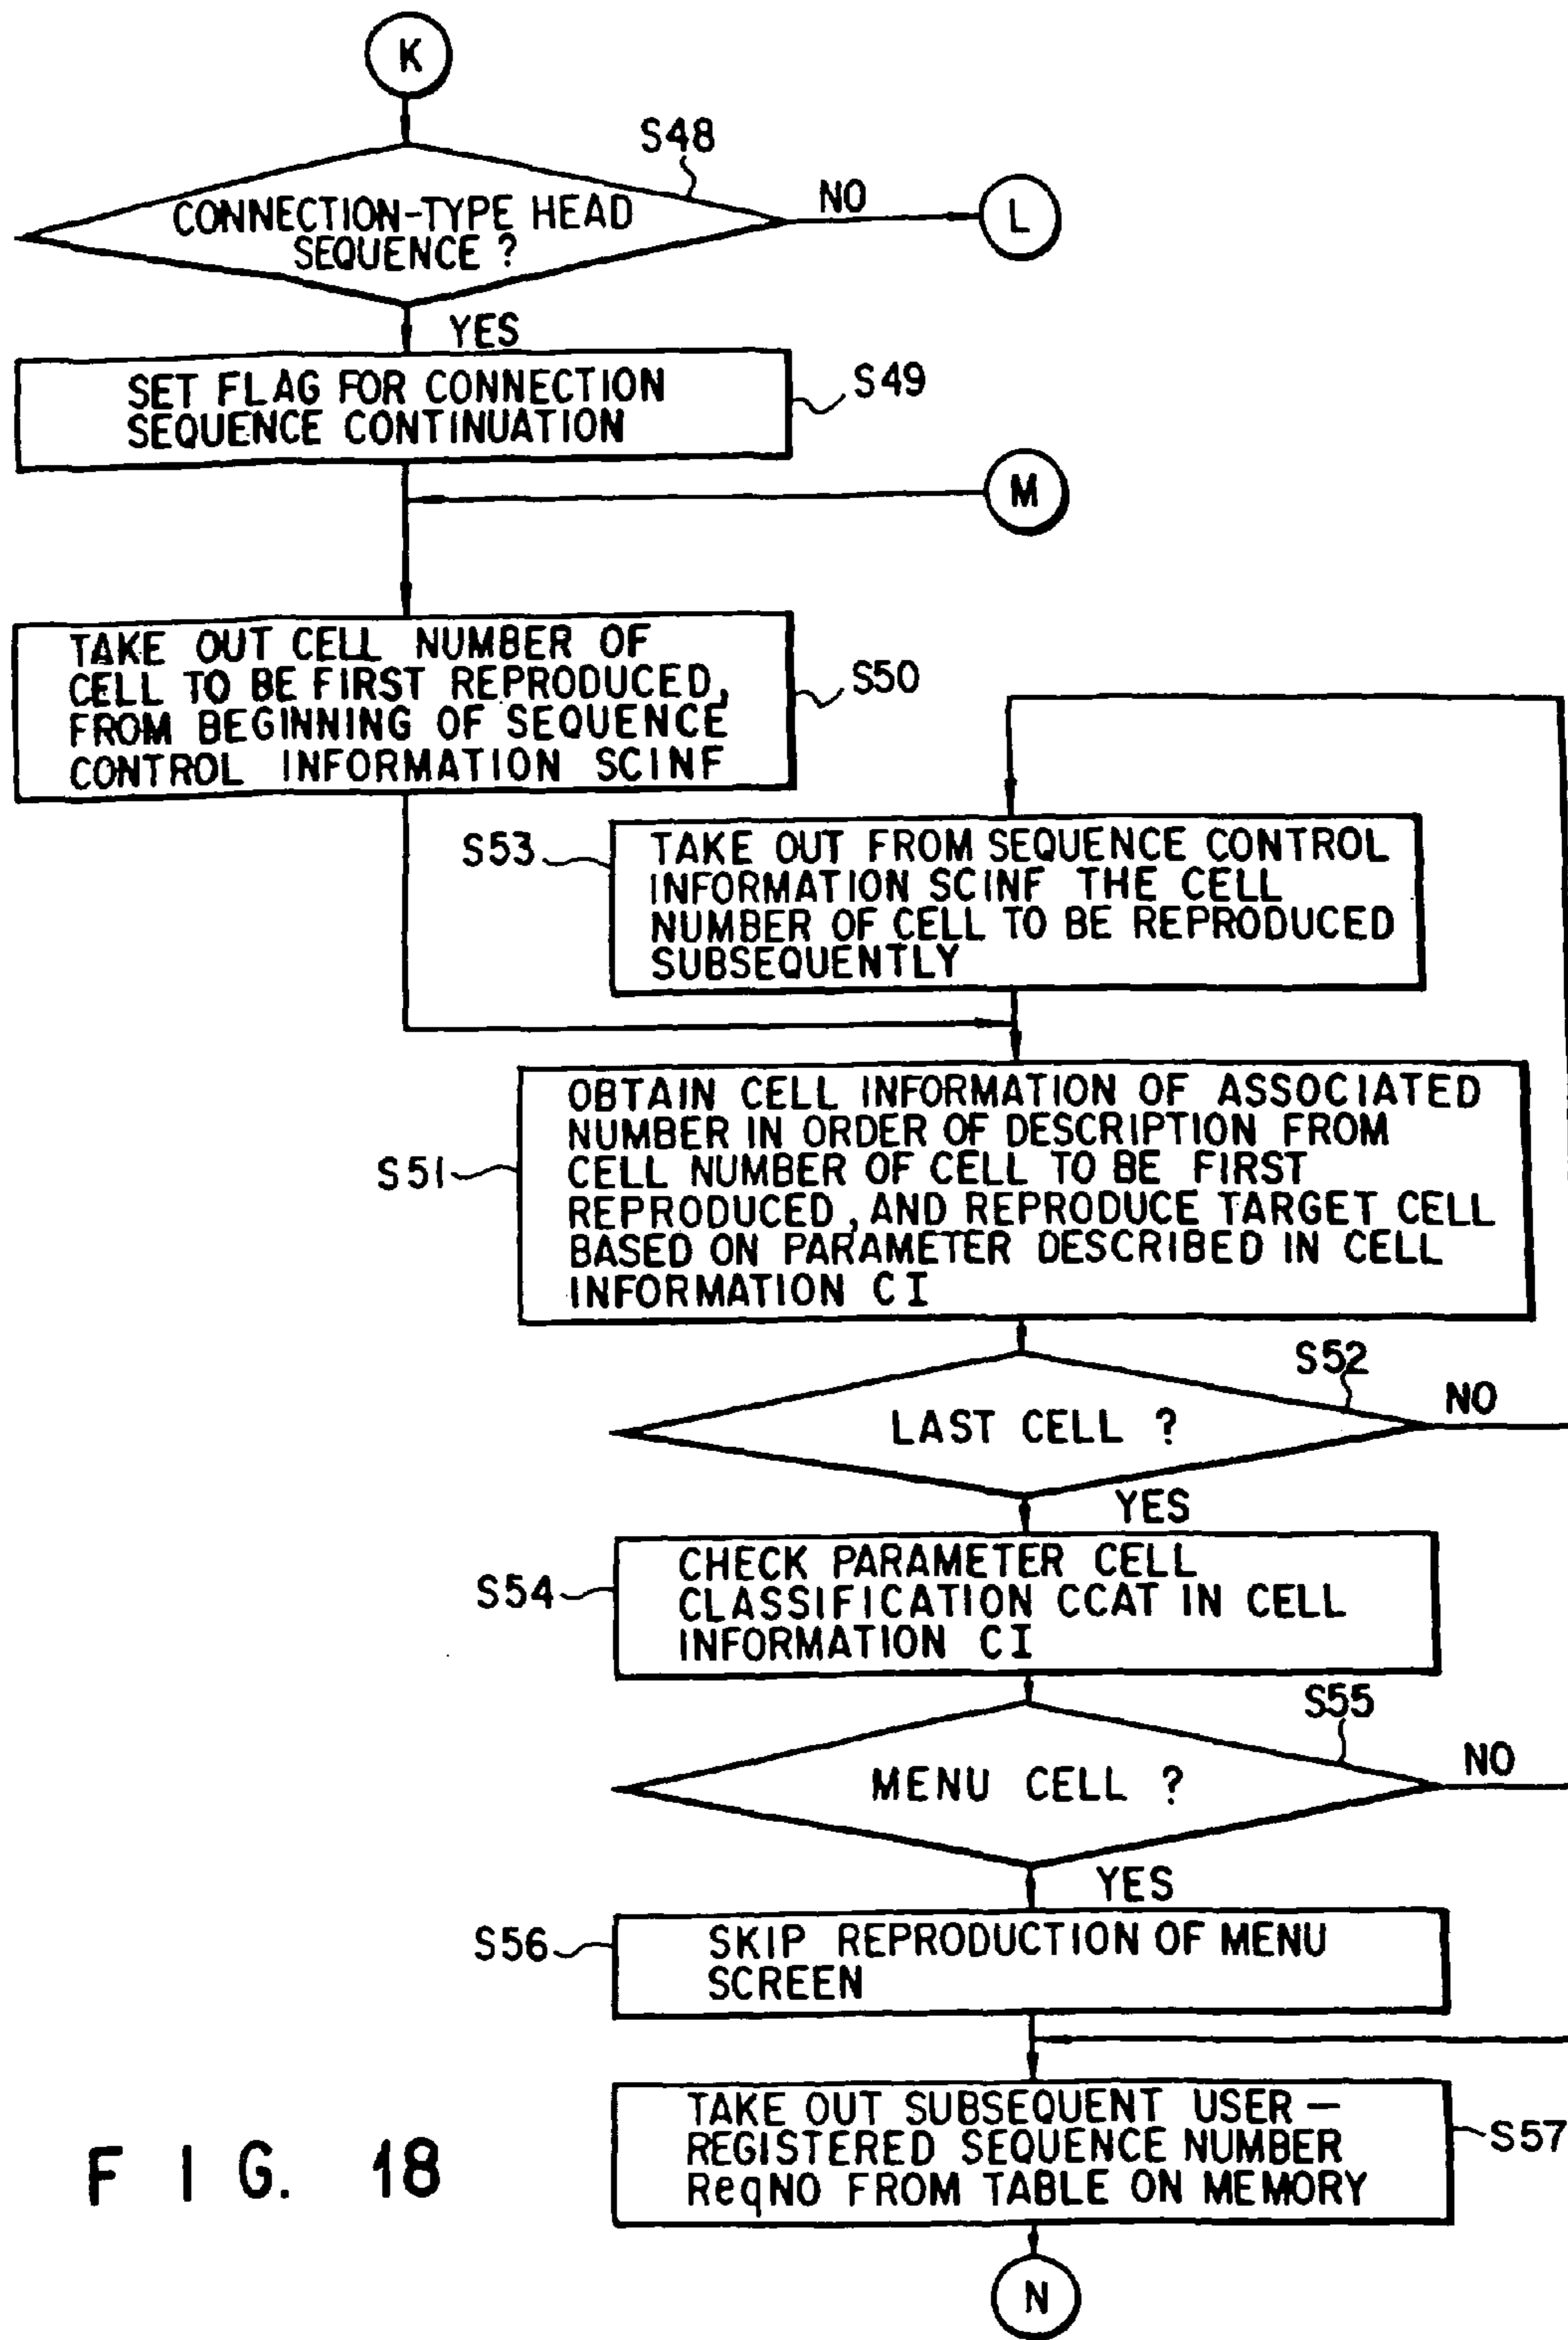 K
S48
CONNECTION-TYPE HEAD
SEQUENCE ?
NO
L
YES
SET FLAG FOR CONNECTION
SEQUENCE CONTINUATION
S49
M
TAKE OUT CELL NUMBER OF
CELL TO BE FIRST REPRODUCED,
FROM BEGINNING OF SEQUENCE
CONTROL INFORMATION SCINF
S50
S53
TAKE OUT FROM SEQUENCE CONTROL
INFORMATION SCINF THE CELL
NUMBER OF CELL TO BE REPRODUCED
SUBSEQUENTLY
S51
OBTAIN CELL INFORMATION OF ASSOCIATED
NUMBER IN ORDER OF DESCRIPTION FROM
CELL NUMBER OF CELL TO BE FIRST
REPRODUCED, AND REPRODUCE TARGET CELL
BASED ON PARAMETER DESCRIBED IN CELL
INFORMATION CI
S52
LAST CELL ?
NO
YES
S54
CHECK PARAMETER CELL
CLASSIFICATION CCAT IN CELL
INFORMATION CI
S55
MENU CELL ?
NO
YES
S56
SKIP REPRODUCTION OF MENU
SCREEN
TAKE OUT SUBSEQUENT USER-
REGISTERED SEQUENCE NUMBER
ReqNO FROM TABLE ON MEMORY
S57
N
FIG. 18